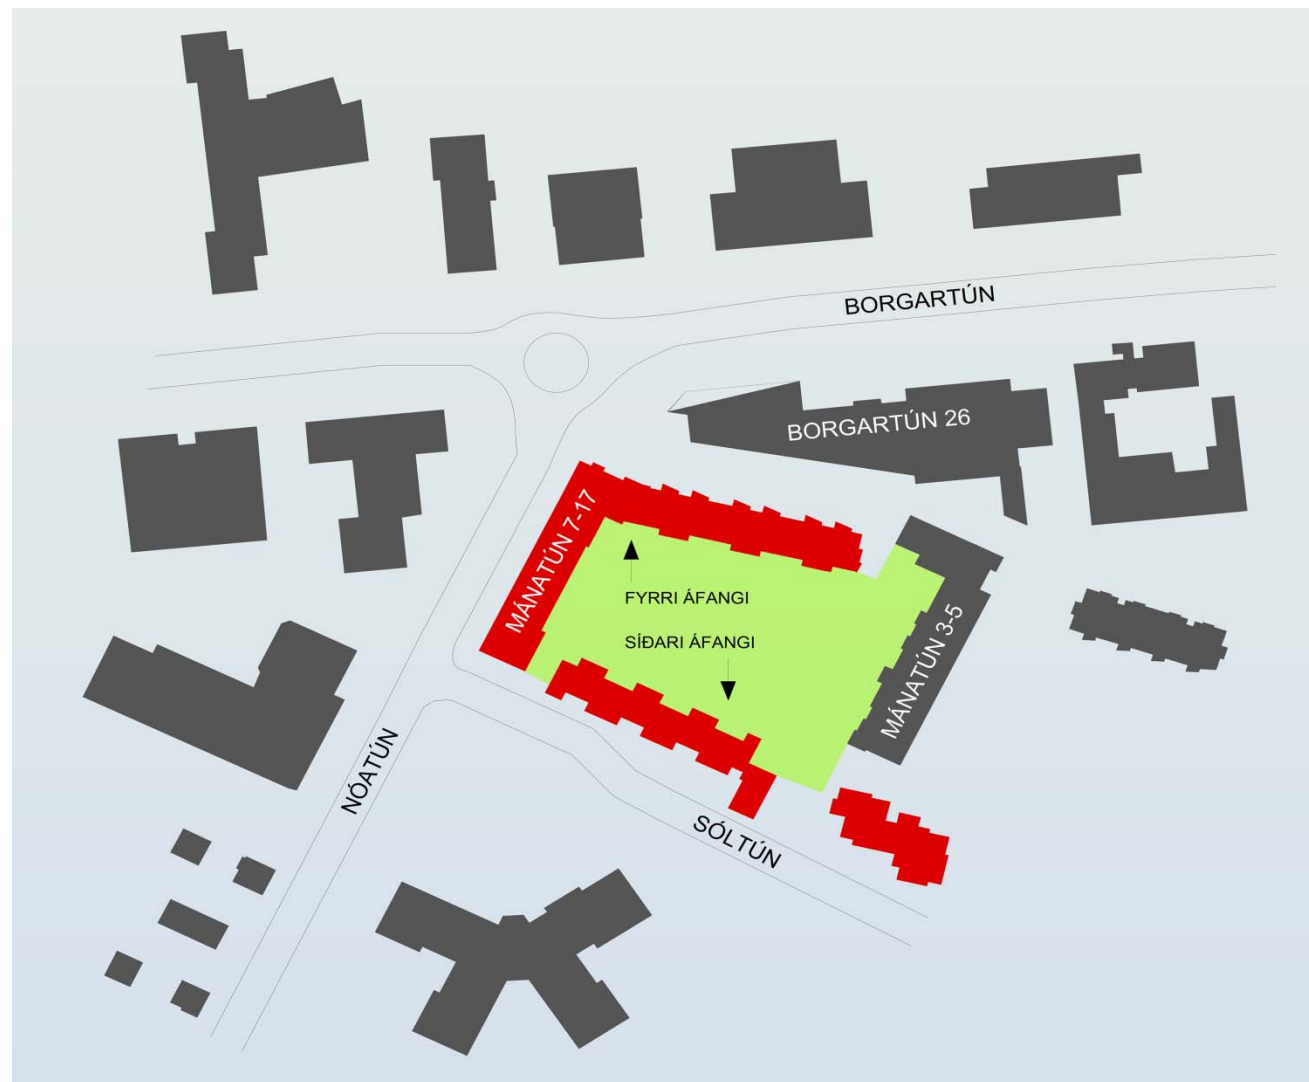 BORGARTÚN
BORGARTÚN 26
MÁNATÚN 7-17
FYRRI ÁFANGI
SÍÐARI ÁFANGI
MÁNATÚN 3-5
NÓATÚN
SÓLTÚN